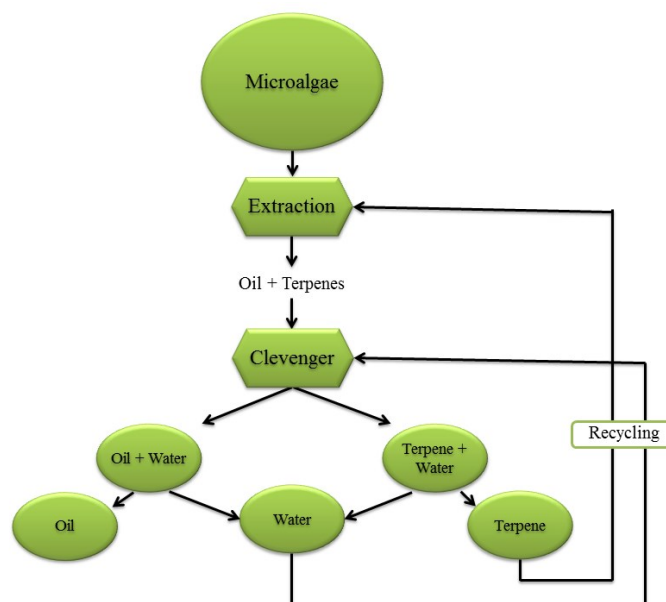 Microalgae
Extraction
Oil + Terpenes
Clevenger
Oil + Water
Terpene +
Water
Recycling
Oil
Water
Terpene